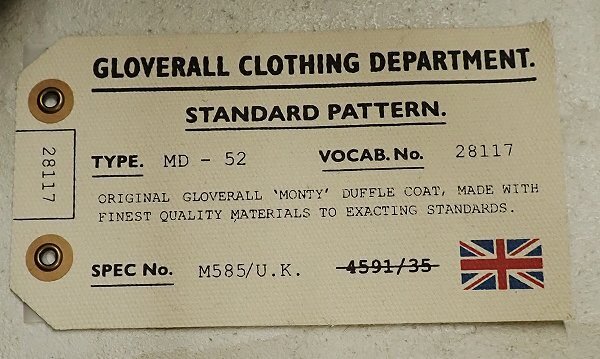 GLOVERALL CLOTHING DEPARTMENT.
STANDARD PATTERN.
28117
TYPE. MD - 52 VOCAB. No. 28117
ORIGINAL GLOVERALL 'MONTY' DUFFLE COAT, MADE WITH
FINEST QUALITY MATERIALS TO EXACTING STANDARDS.
SPEC No. M585/U.K. 4591/35